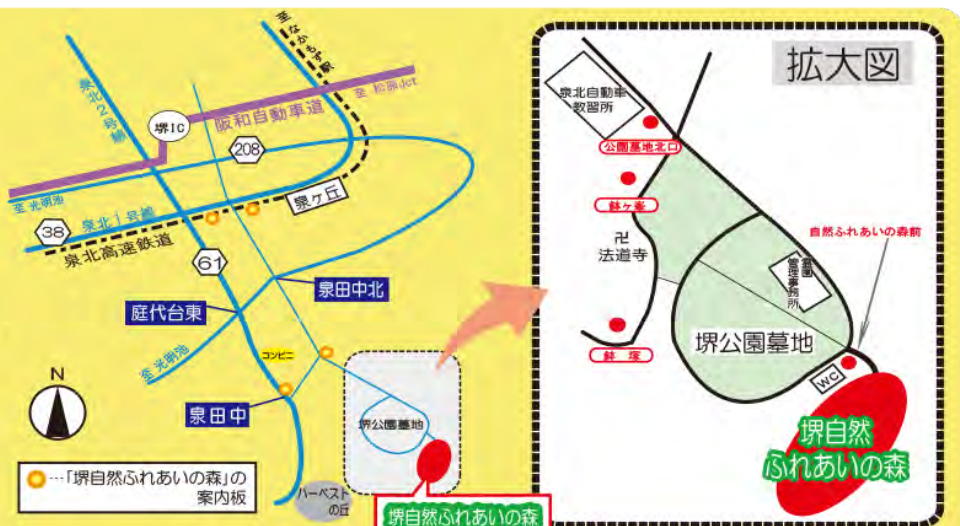 至なかもず駅
泉北2号線
堺IC
阪和自動車道
至 松原Jct
208
至 光明池
泉ヶ丘
38
泉北1号線
泉北高速鉄道
61
泉田中北
庭代台東
至 光明池
コンビニ
N
泉田中
堺公園墓地
…「堺自然ふれあいの森」の
案内板
ハーベスト
の丘
堺自然ふれあいの森
拡大図
泉北自動車
教習所
公園墓地北口
鉢ヶ峯
卍
法道寺
自然ふれあいの森前
霊園
管理事務所
鉢塚
堺公園墓地
WC
堺自然
ふれあいの森